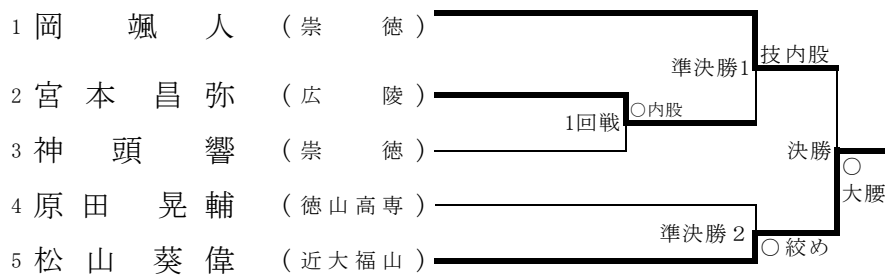 1 岡 颯 人 (崇 徳)
準決勝1
技内股
2 宮 本 昌 弥 (広 陵)
1回戦
○内股
3 神 頭 響 (崇 徳)
決勝
○
大腰
4 原 田 晃 輔 (徳山高専)
準決勝2
○絞め
5 松 山 葵 偉 (近大福山)